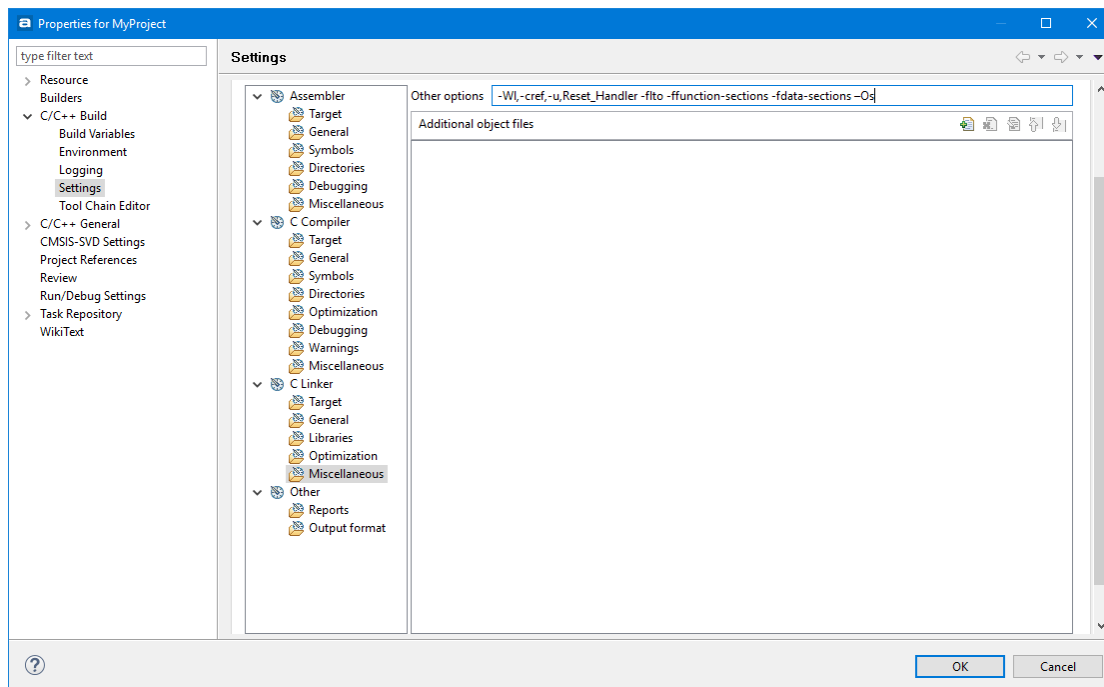 Properties for MyProject
type filter text
Resource
Builders
C/C++ Build
Build Variables
Environment
Logging
Settings
Tool Chain Editor
C/C++ General
CMSIS-SVD Settings
Project References
Review
Run/Debug Settings
Task Repository
WikiText
Settings
Assembler
Target
General
Symbols
Directories
Debugging
Miscellaneous
C Compiler
Target
General
Symbols
Directories
Optimization
Debugging
Warnings
Miscellaneous
C Linker
Target
General
Libraries
Optimization
Miscellaneous
Other
Reports
Output format
Other options -Wl,-cref,-u,Reset_Handler -flto -ffunction-sections -fdata-sections –Os
Additional object files
OK Cancel